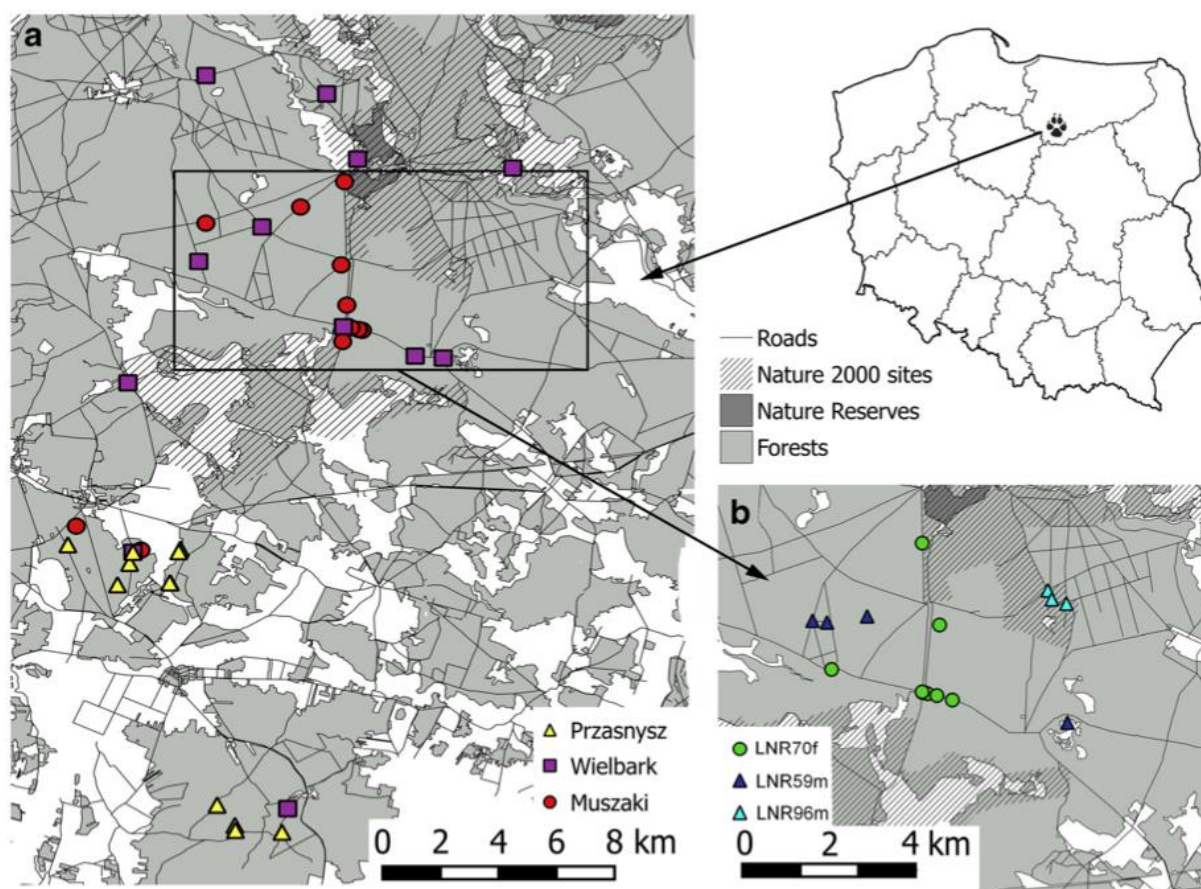 a
Roads
Nature 2000 sites
Nature Reserves
Forests
Przasnysz
Wielbark
Muszaki
0 2 4 6 8 km
b
LNR70f
LNR59m
LNR96m
0 2 4 km